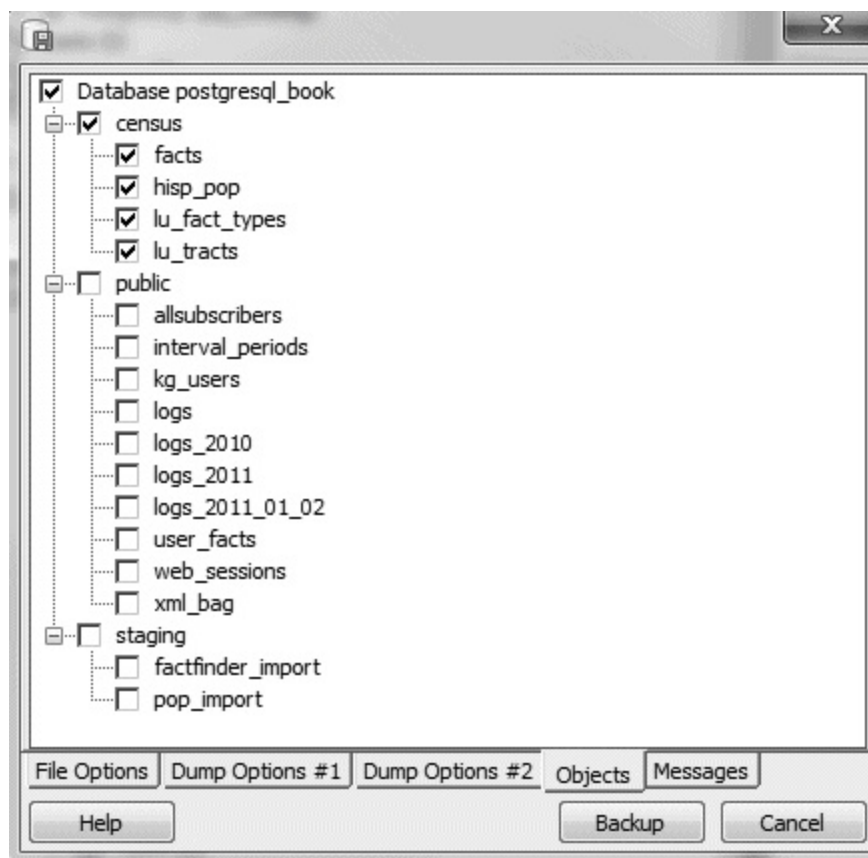 Database postgresql_book
census
facts
hisp_pop
lu_fact_types
lu_tracts
public
allsubscribers
interval_periods
kg_users
logs
logs_2010
logs_2011
logs_2011_01_02
user_facts
web_sessions
xml_bag
staging
factfinder_import
pop_import
File Options Dump Options #1 Dump Options #2 Objects Messages
Help Backup Cancel